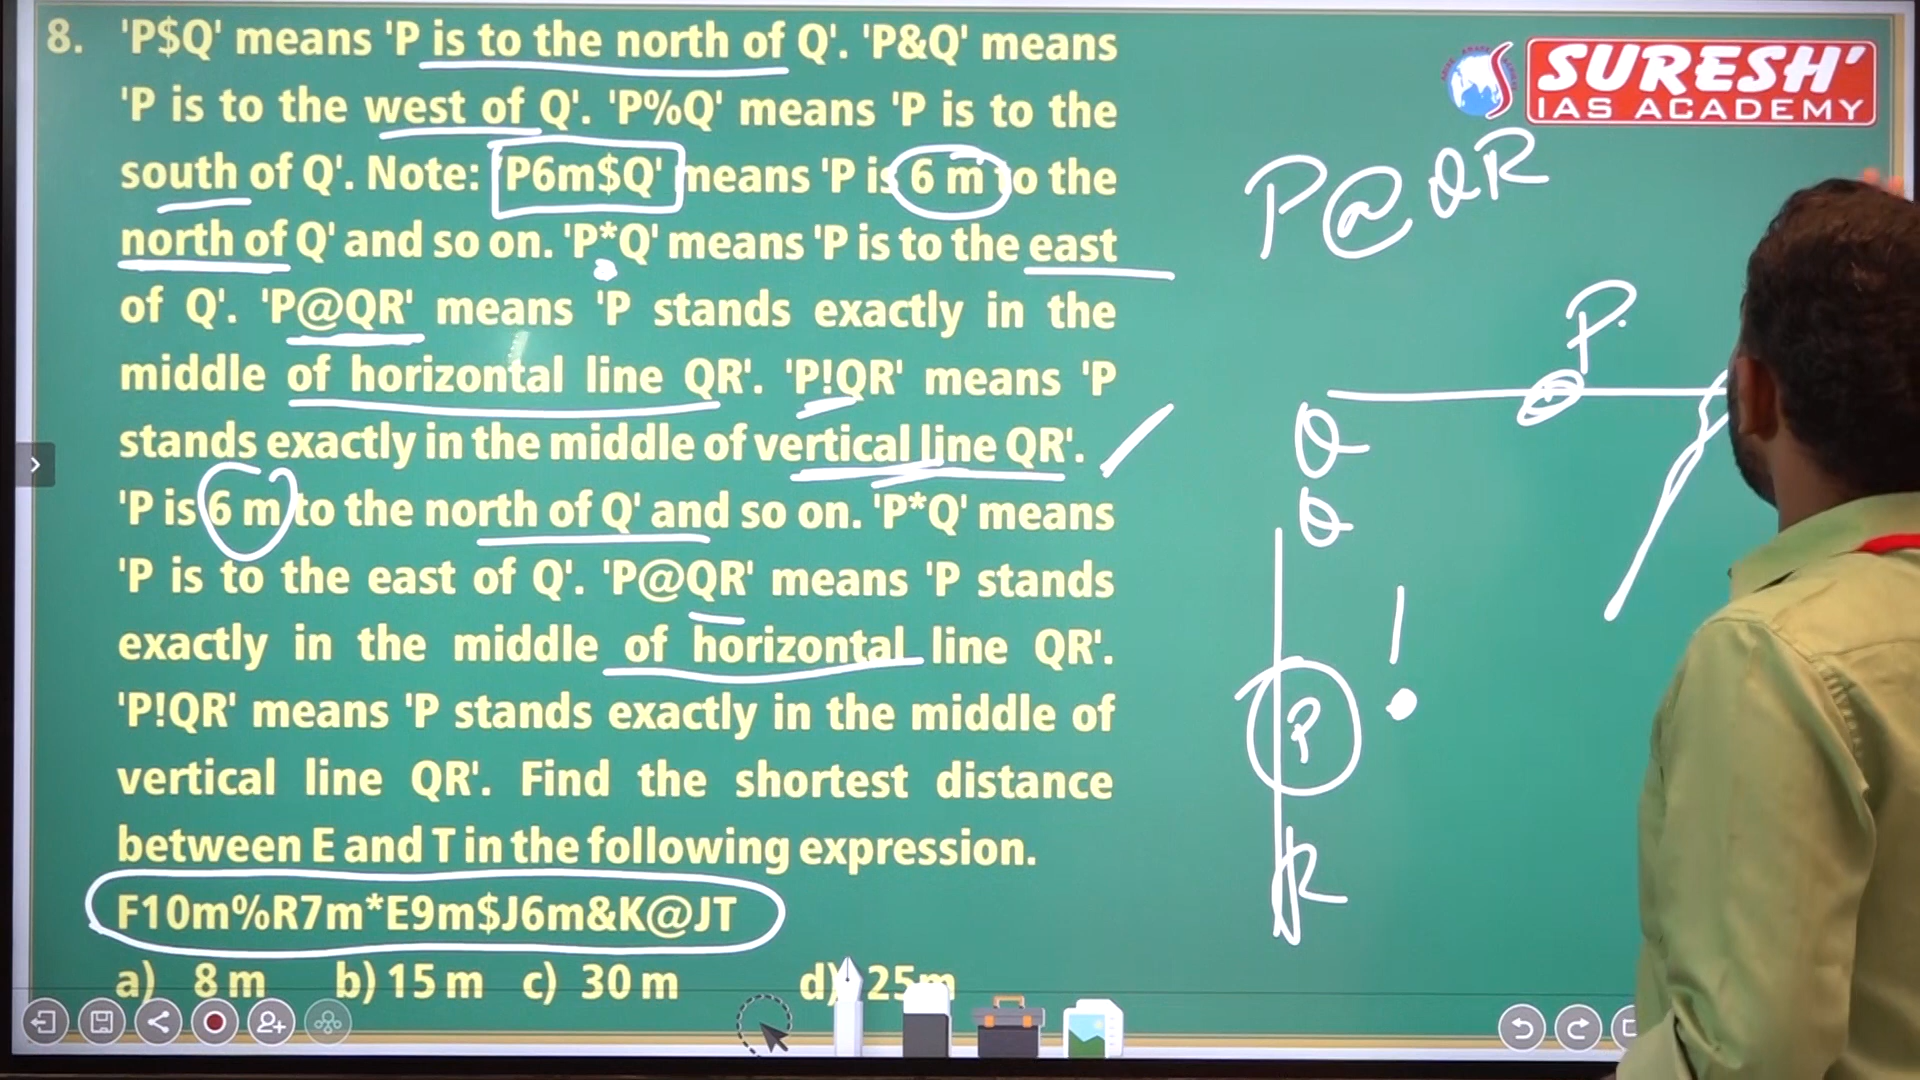 8. 'P$Q' means 'P is to the north of Q'. 'P&Q' means
'P is to the west of Q'. 'P%Q' means 'P is to the
south of Q'. Note: 'P6m$Q' means 'P is 6 m to the
north of Q' and so on. 'P*Q' means 'P is to the east
of Q'. 'P@QR' means 'P stands exactly in the
middle of horizontal line QR'. 'P!QR' means 'P
stands exactly in the middle of vertical line QR'.
'P is 6 m to the north of Q' and so on. 'P*Q' means
'P is to the east of Q'. 'P@QR' means 'P stands
exactly in the middle of horizontal line QR'.
'P!QR' means 'P stands exactly in the middle of
vertical line QR'. Find the shortest distance
between E and T in the following expression.
F10m%R7m*E9m$J6m&K@JT
a) 8 m b) 15 m c) 30 m d) 25m
SURESH'
IAS ACADEMY
P@QR
P
Q
Q
!
P
R